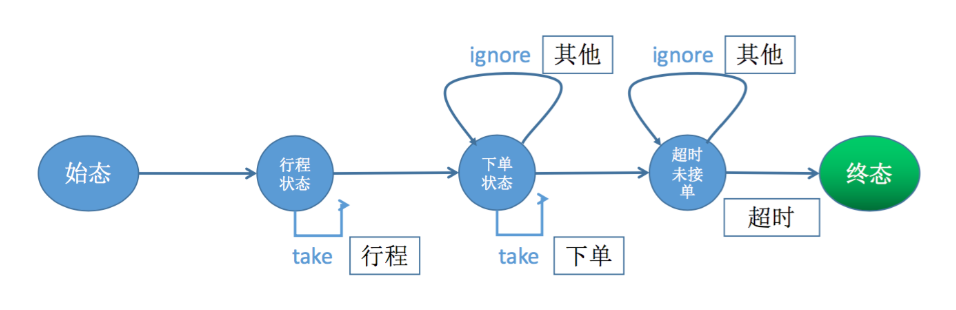 ignore 其他
ignore 其他
始态
行程
状态
下单
状态
超时
未接
单
终态
take 行程
take 下单
超时